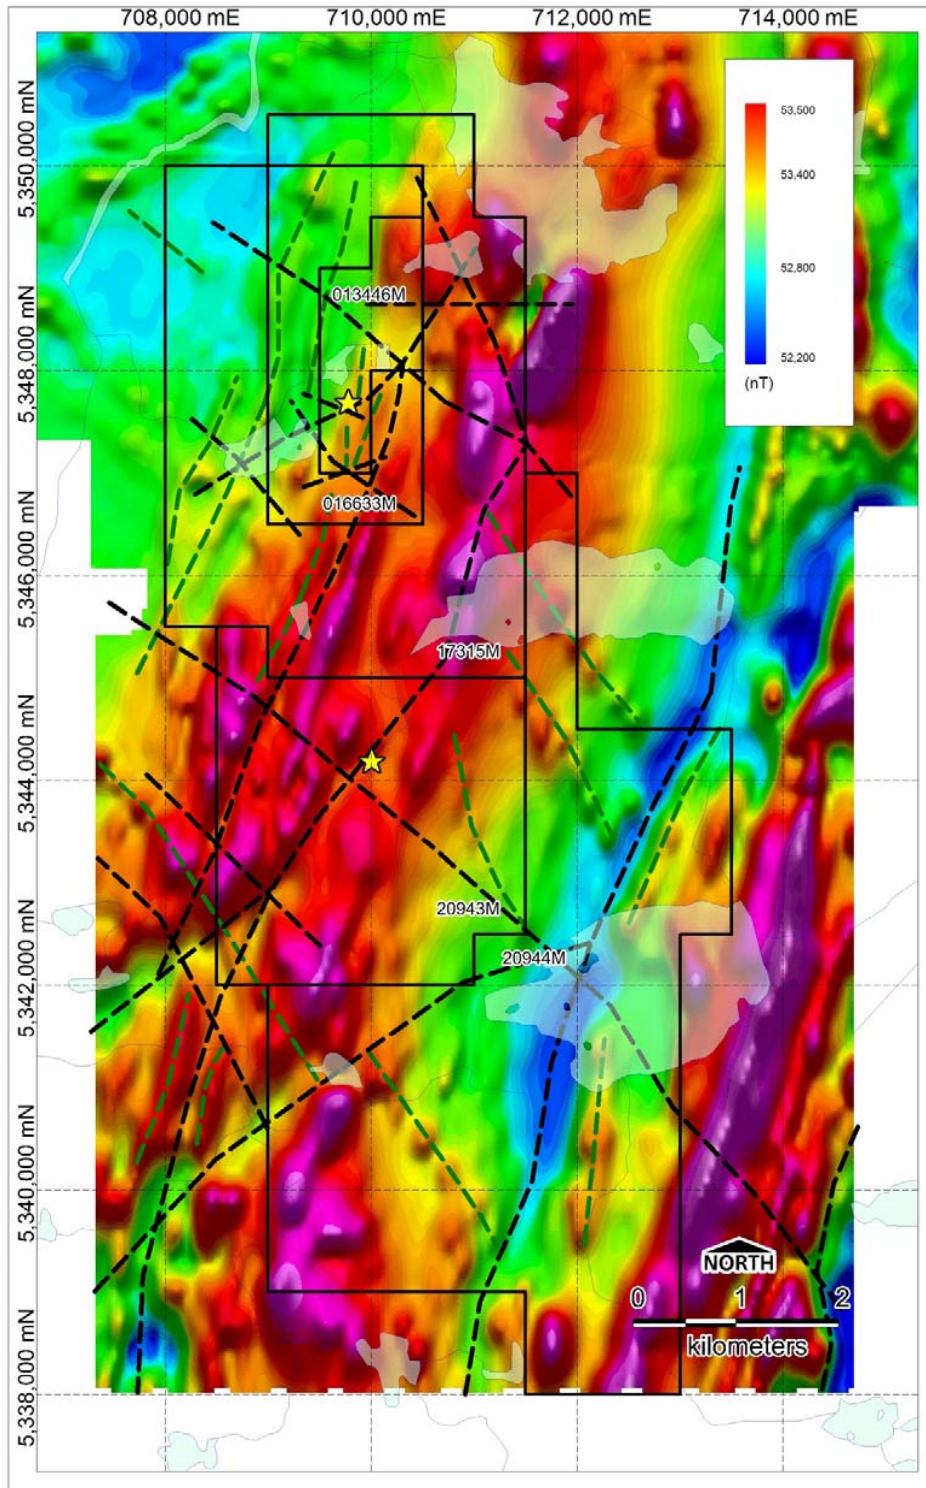 708,000 mE
710,000 mE
712,000 mE
714,000 mE
5,350,000 mN
5,348,000 mN
5,346,000 mN
5,344,000 mN
5,342,000 mN
5,340,000 mN
5,338,000 mN
53,500
53,400
52,800
52,200
(nT)
013446M
016633M
17315M
20943M
20944M
NORTH
0 1 2
kilometers